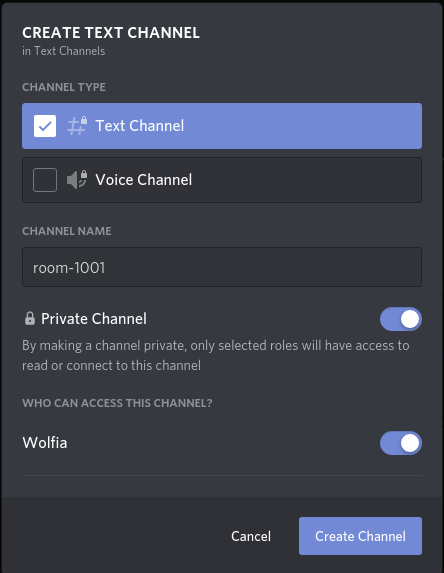 CREATE TEXT CHANNEL
in Text Channels
CHANNEL TYPE
Text Channel
Voice Channel
CHANNEL NAME
room-1001
Private Channel
By making a channel private, only selected roles will have access to
read or connect to this channel
WHO CAN ACCESS THIS CHANNEL?
Wolfia
Cancel
Create Channel